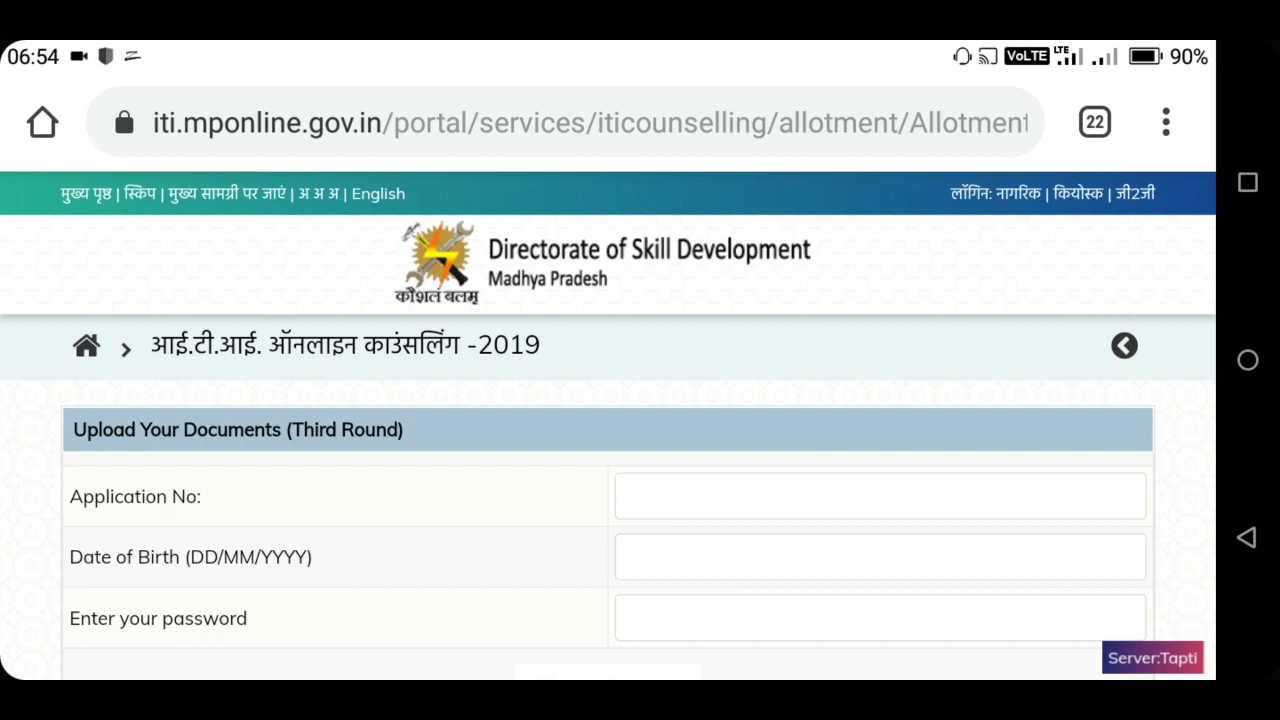 06:54 VoLTE LTE 90%
iti.mponline.gov.in/portal/services/iticounselling/allotment/Allotment 22
मुख्य पृष्ठ | स्किप | मुख्य सामग्री पर जाएं | अ अ अ | English लॉगिन: नागरिक | कियोस्क | जी2जी
Directorate of Skill Development
Madhya Pradesh
कौशलं बलम्
आई.टी.आई. ऑनलाइन काउंसलिंग -2019
Upload Your Documents (Third Round)
Application No:
Date of Birth (DD/MM/YYYY)
Enter your password
Server:Tapti